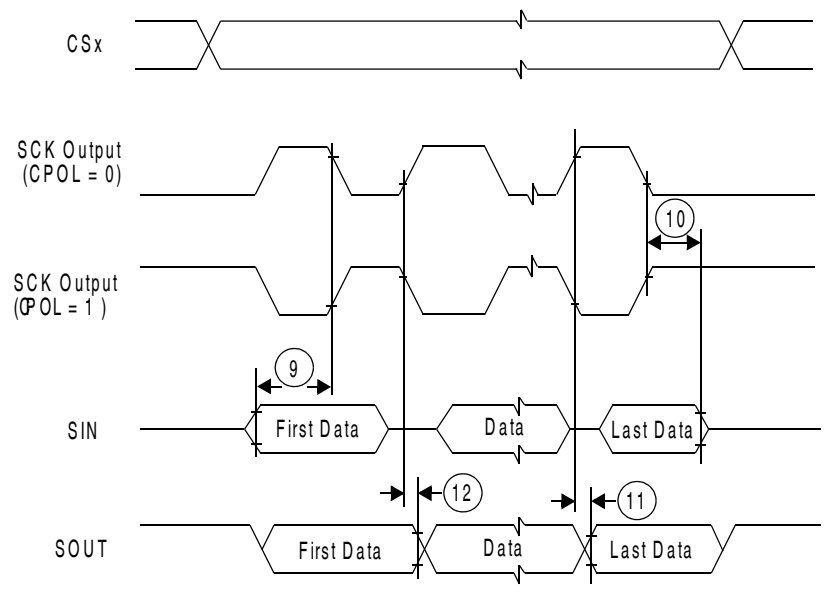 CSx
SCK Output
(CPOL = 0)
10
SCK Output
(CPOL = 1 )
9
SIN
First Data
Data
Last Data
12
11
SOUT
First Data
Data
Last Data